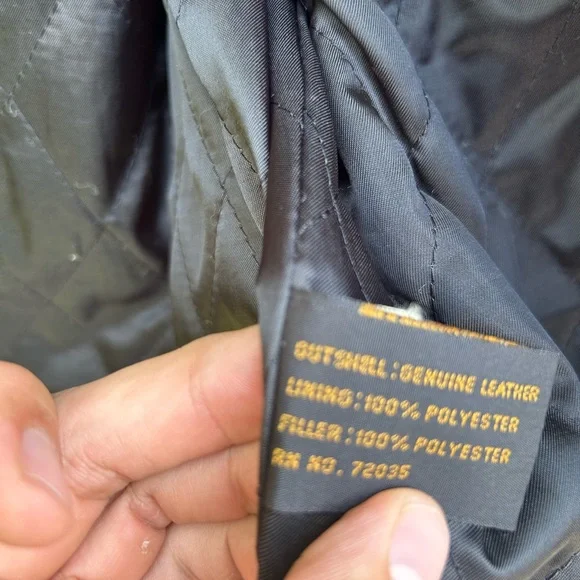 OUTSHELL: GENUINE LEATHER
LINING: 100% POLYESTER
FILLER: 100% POLYESTER
RN NO. 72035